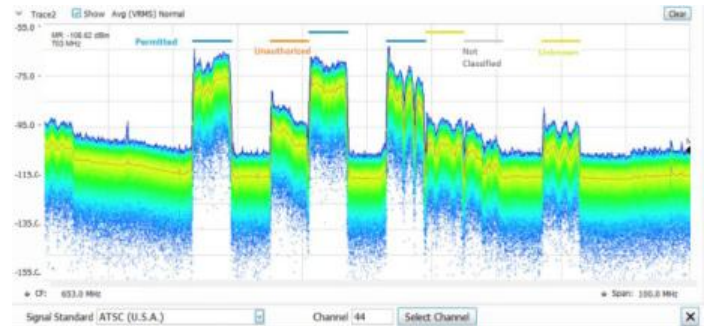 Trace2 Show Avg [VRMS] Normal Clear
-55.0
MR: -108.62 dBm
703 MHz
Permitted
Unauthorized
Not
Classified
Unknown
-75.0
-95.0
-115.0
-135.0
-155.0
CF: 653.0 MHz
Span: 100.0 MHz
Signal Standard ATSC (U.S.A.) Channel 44 Select Channel X